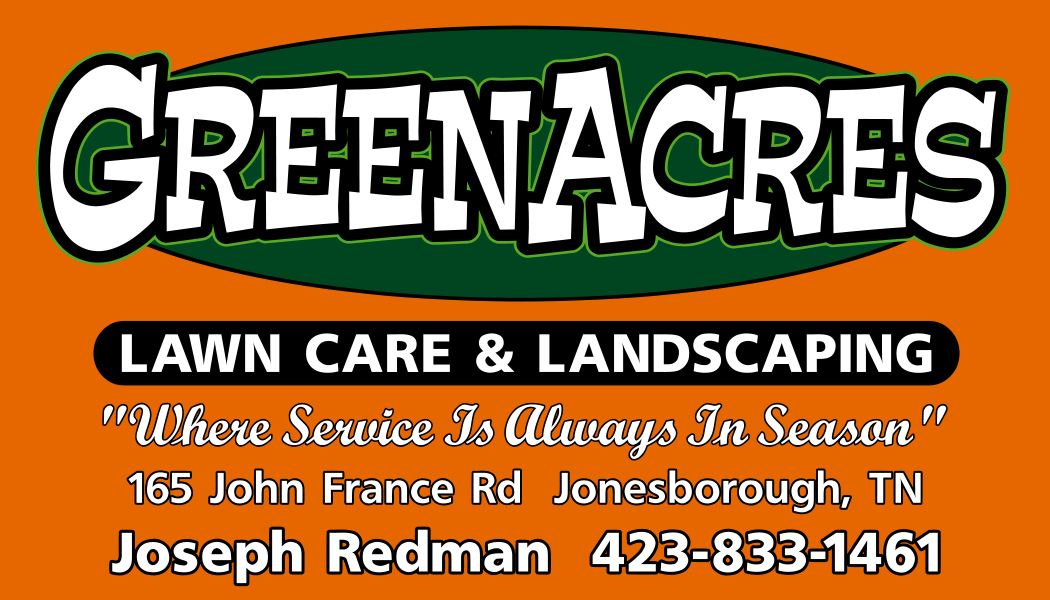 GREENACRES
LAWN CARE & LANDSCAPING
"Where Service Is Always In Season"
165 John France Rd Jonesborough, TN
Joseph Redman 423-833-1461